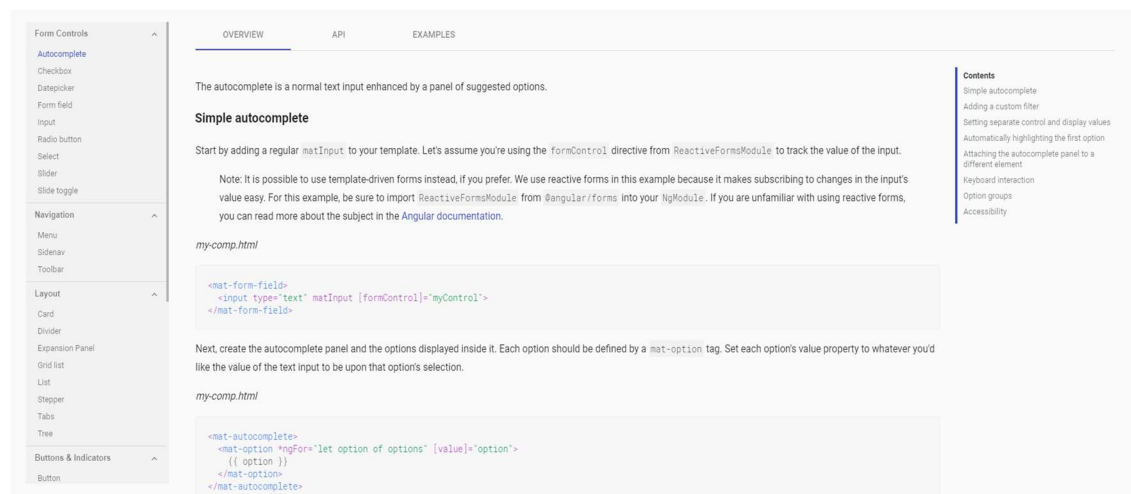 Form Controls
Autocomplete
Checkbox
Datepicker
Form field
Input
Radio button
Select
Slider
Slide toggle
Navigation
Menu
Sidenav
Toolbar
Layout
Card
Divider
Expansion Panel
Grid list
List
Stepper
Tabs
Tree
Buttons & Indicators
Button
OVERVIEW API EXAMPLES
The autocomplete is a normal text input enhanced by a panel of suggested options.
Simple autocomplete
Start by adding a regular matInput to your template. Let's assume you're using the formControl directive from ReactiveFormsModule to track the value of the input.
Note: It is possible to use template-driven forms instead, if you prefer. We use reactive forms in this example because it makes subscribing to changes in the input's
value easy. For this example, be sure to import ReactiveFormsModule from @angular/forms into your NgModule. If you are unfamiliar with using reactive forms,
you can read more about the subject in the Angular documentation.
my-comp.html
<mat-form-field>
<input type="text" matInput [formControl]="myControl">
</mat-form-field>
Next, create the autocomplete panel and the options displayed inside it. Each option should be defined by a mat-option tag. Set each option's value property to whatever you'd
like the value of the text input to be upon that option's selection.
my-comp.html
<mat-autocomplete>
<mat-option *ngFor="let option of options" [value]="option">
{{ option }}
</mat-option>
</mat-autocomplete>
Contents
Simple autocomplete
Adding a custom filter
Setting separate control and display values
Automatically highlighting the first option
Attaching the autocomplete panel to a
different element
Keyboard interaction
Option groups
Accessibility